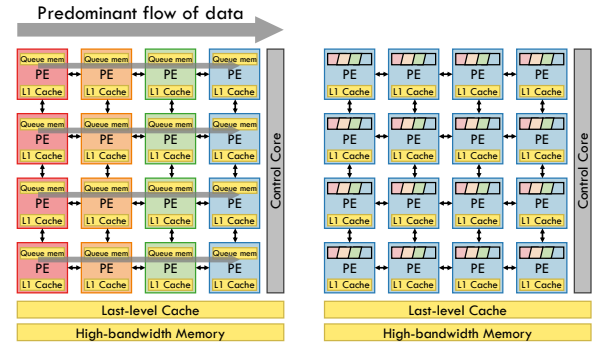 Predominant flow of data
Queue mem Queue mem Queue mem Queue mem
PE PE PE PE PE PE PE PE
L1 Cache L1 Cache L1 Cache L1 Cache L1 Cache L1 Cache L1 Cache L1 Cache
Queue mem Queue mem Queue mem Queue mem
PE PE PE PE PE PE PE PE
L1 Cache L1 Cache L1 Cache L1 Cache L1 Cache L1 Cache L1 Cache L1 Cache
Queue mem Queue mem Queue mem Queue mem
PE PE PE PE PE PE PE PE
L1 Cache L1 Cache L1 Cache L1 Cache L1 Cache L1 Cache L1 Cache L1 Cache
Queue mem Queue mem Queue mem Queue mem
PE PE PE PE PE PE PE PE
L1 Cache L1 Cache L1 Cache L1 Cache L1 Cache L1 Cache L1 Cache L1 Cache
Control Core
Control Core
Last-level Cache Last-level Cache
High-bandwidth Memory High-bandwidth Memory